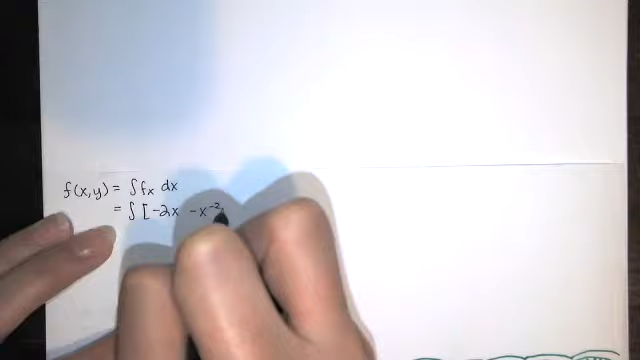 f(x,y) = ∫fₓ dx
= ∫ [-2x - x⁻²